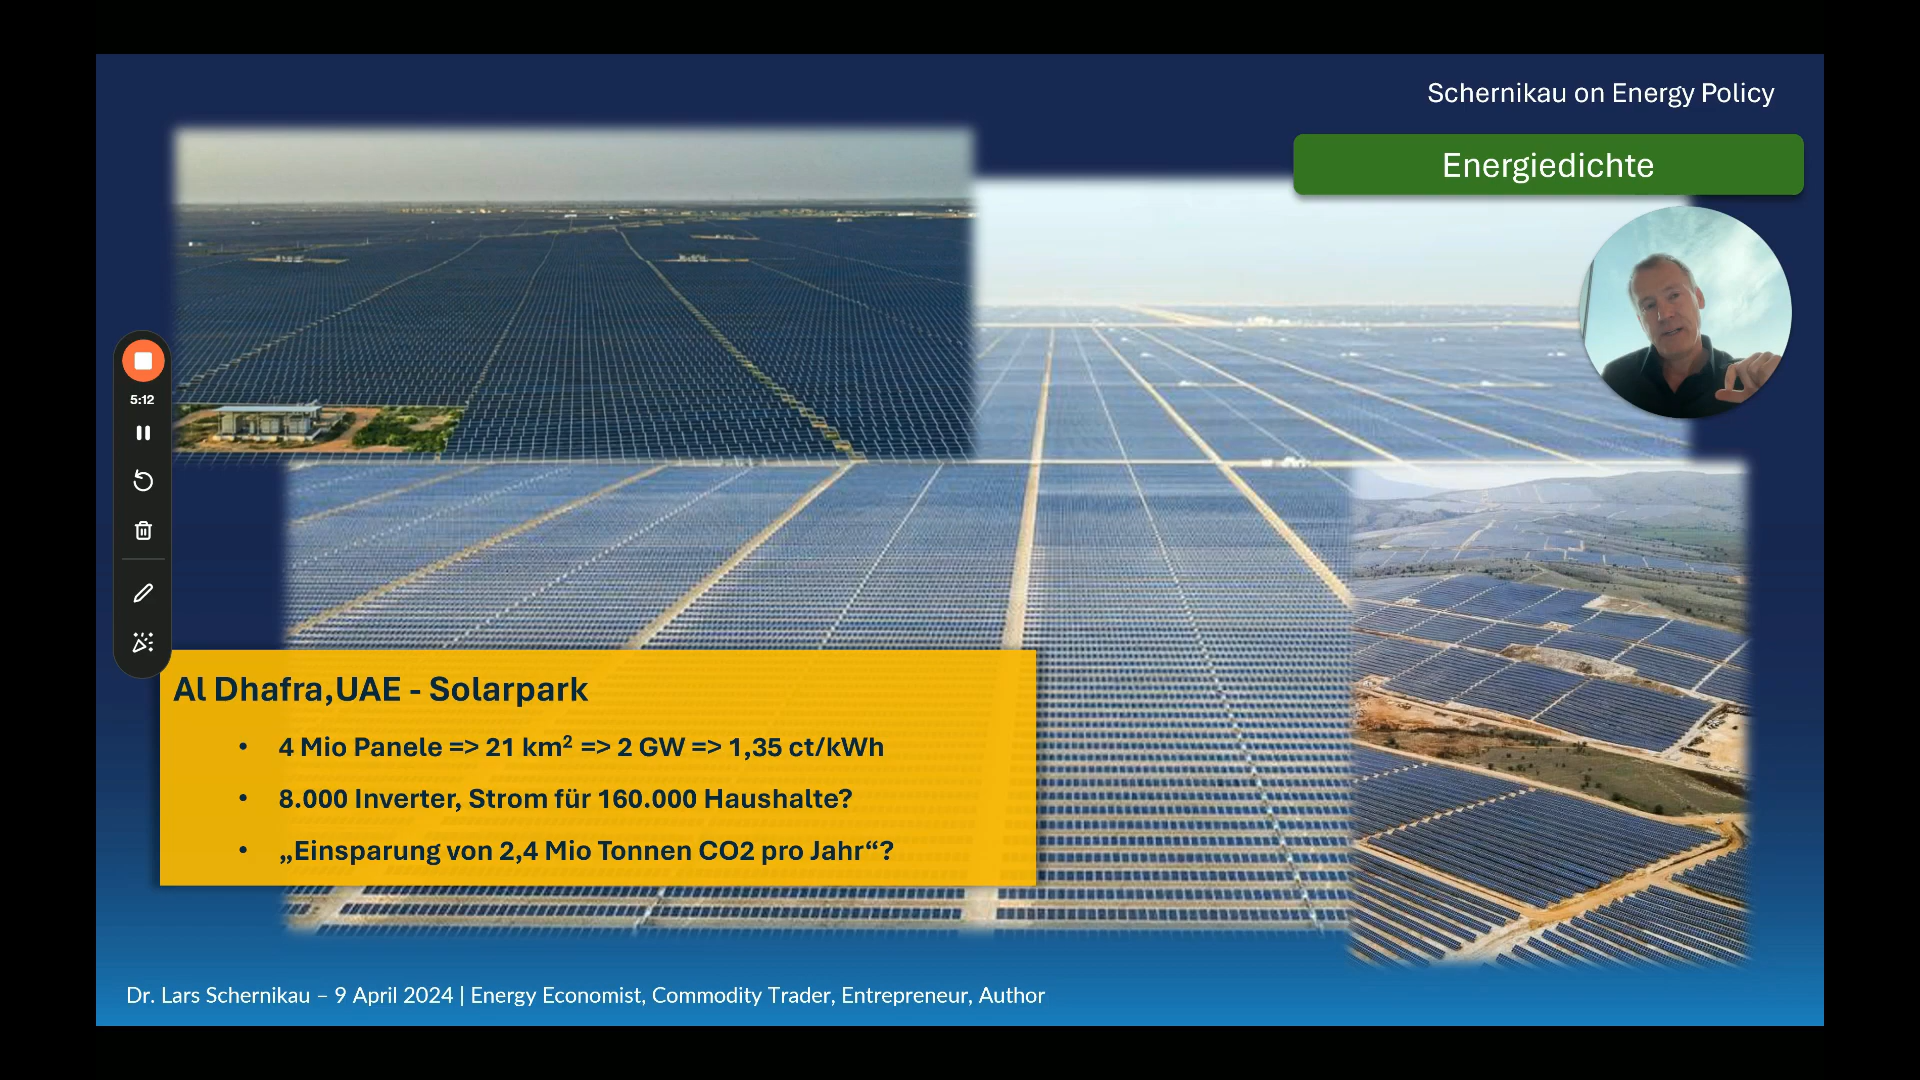 Schernikau on Energy Policy
Energiedichte
5:12
Al Dhafra,UAE - Solarpark
• 4 Mio Panele => 21 km² => 2 GW => 1,35 ct/kWh
• 8.000 Inverter, Strom für 160.000 Haushalte?
• „Einsparung von 2,4 Mio Tonnen CO2 pro Jahr“?
Dr. Lars Schernikau – 9 April 2024 | Energy Economist, Commodity Trader, Entrepreneur, Author